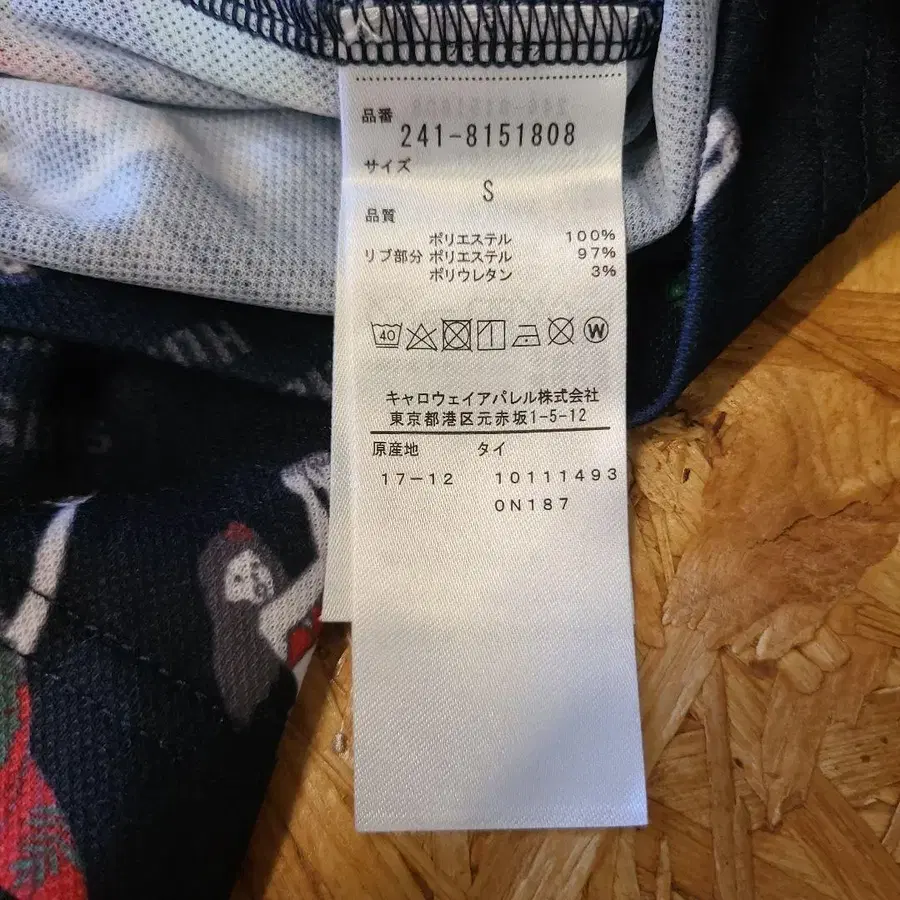 品番
241-8151808
サイズ
S
品質
ポリエステル 100%
リブ部分 ポリエステル 97%
ポリウレタン 3%
40 W
キャロウェイアパレル株式会社
東京都港区元赤坂1-5-12
原産地 タイ
17-12 10111493
0N187